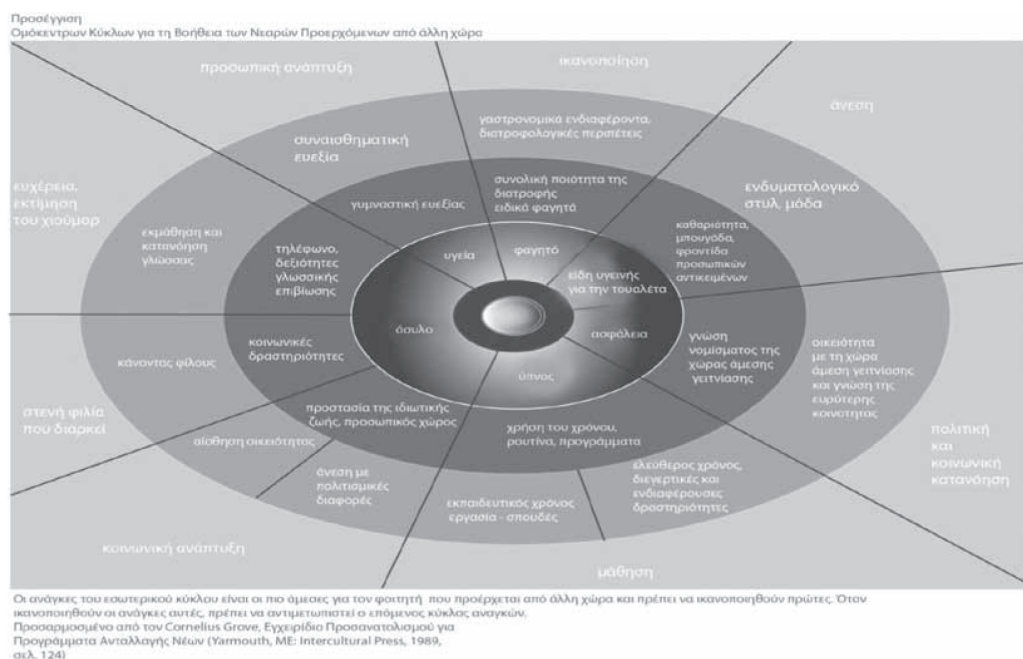 Προσέγγιση
Ομόκεντρων Κύκλων για τη Βοήθεια των Νεαρών Προερχόμενων από άλλη χώρα
προσωπική ανάπτυξη
ικανοποίηση
άνεση
ευχέρεια,
εκτίμηση
του χιούμορ
συναισθηματική
ευεξία
γαστρονομικά ενδιαφέροντα,
διατροφολογικές περιπέτεις
ενδυματολογικό
στυλ, μόδα
εκμάθηση και
κατανόηση
γλώσσας
γυμναστική ευεξίας
συνολική ποιότητα της
διατροφής
ειδικό φαγητό
καθαριότητα,
μπουγάδα,
φροντίδα
προσωπικών
αντικειμένων
τηλέφωνο,
δεξιότητες
γλωσσικής
επιβίωσης
υγεία
φαγητό
είδη υγεινής
για την τουαλέτα
άσυλο
ασφάλεια
ύπνος
κοινωνικές
δραστηριότητες
γνώση
νομίσματος της
χώρας άμεσης
γειτνίασης
οικειότητα
με τη χώρα
άμεση γειτνίασης
και γνώση της
ευρύτερης
κοινοτητας
κάνοντας φίλους
στενή φιλία
που διαρκεί
προστασία της ιδιωτικής
ζωής, προσωπικός χώρος
χρήση του χρόνου,
ρουτίνα, προγράμματα
αίσθηση οικειότητας
άνεση με
πολιτισμικές
διαφορές
εκπαιδευτικός χρόνος
εργασία - σπουδές
ελεύθερος χρόνος,
διεγερτικές και
ενδιαφέρουσες
δραστηριότητες
πολιτική
και
κοινωνική
κατανόηση
κοινωνική ανάπτυξη
μάθηση
Οι ανάγκες του εσωτερικού κύκλου είναι οι πιο άμεσες για τον φοιτητή που προέρχεται από άλλη χώρα και πρέπει να ικανοποιηθούν πρώτες. Όταν
ικανοποιηθούν οι ανάγκες αυτές, πρέπει να αντιμετωπιστεί ο επόμενος κύκλος αναγκών.
Προσαρμοσμένο από τον Cornelius Grove, Εγχειρίδιο Προσανατολισμού για
Προγράμματα Ανταλλαγής Νέων (Yarmouth, ME: Intercultural Press, 1989,
σελ. 124)